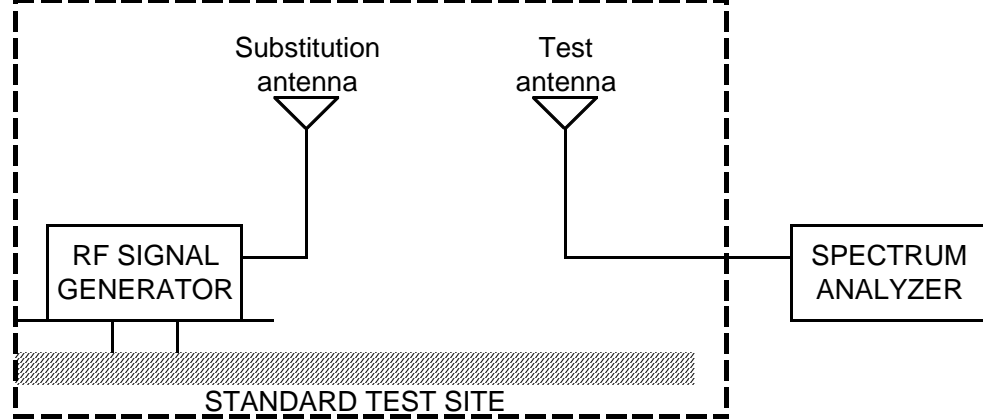 Substitution
antenna
Test
antenna
RF SIGNAL
GENERATOR
SPECTRUM
ANALYZER
STANDARD TEST SITE